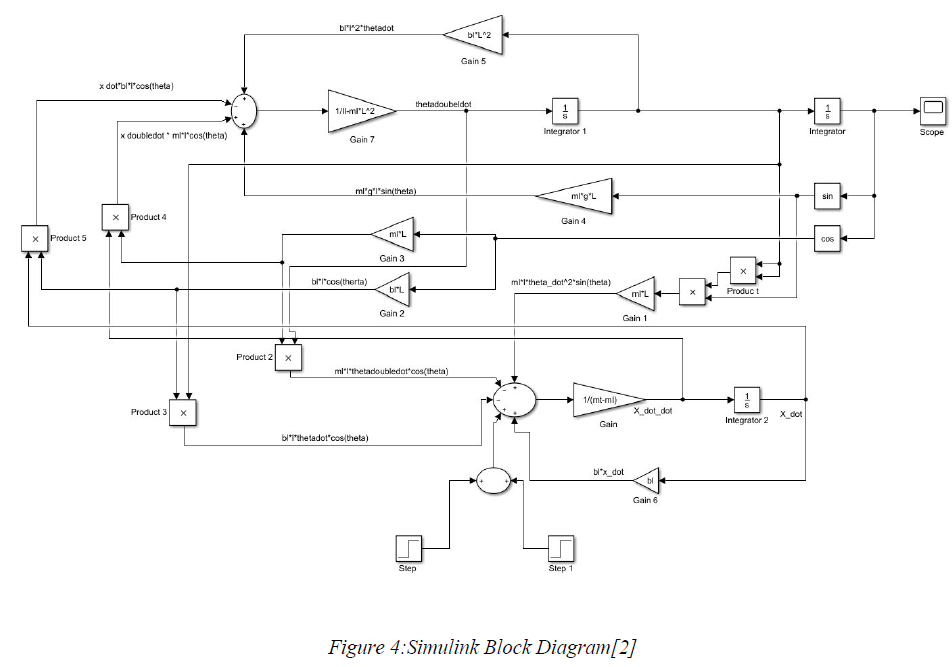 bl*l^2*thetadot
bl*L^2
Gain 5
x dot*bl*l*cos(theta)
x doubledot * ml*l*cos(theta)
1/Il-ml*L^2
Gain 7
thetadoubeldot
1
s
Integrator 1
1
s
Integrator
Scope
ml*g*l*sin(theta)
ml*g*L
Gain 4
sin
cos
×
Product 4
×
Product 5
ml*L
Gain 3
bl*l*cos(therta)
bl*L
Gain 2
×
Produc t
×
ml*l*theta_dot^2*sin(theta)
ml*L
Gain 1
Product 2
×
ml*l*thetadoubledot*cos(theta)
Product 3
×
bl*l*thetadot*cos(theta)
1/(mt-ml)
Gain
X_dot_dot
1
s
Integrator 2
X_dot
bl*x_dot
bl
Gain 6
Step
Step 1
Figure 4:Simulink Block Diagram[2]